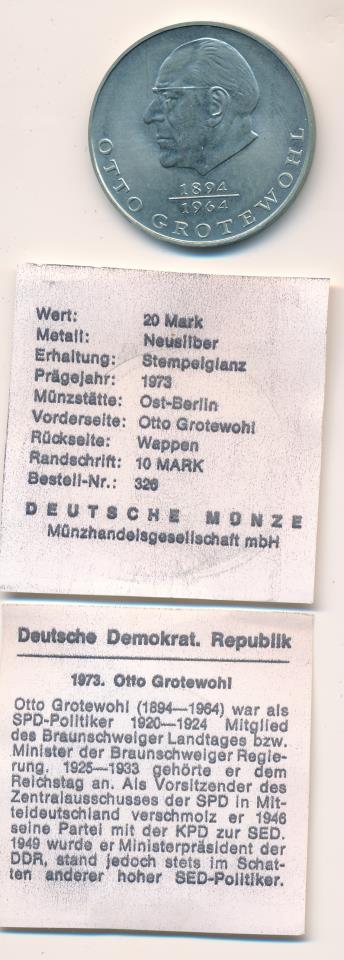 OTTO GROTEWOHL
1894
1964
Wert: 20 Mark
Metall: Neusilber
Erhaltung: Stempelglanz
Prägejahr: 1973
Münzstätte: Ost-Berlin
Vorderseite: Otto Grotewohl
Rückseite: Wappen
Randschrift: 10 MARK
Bestell-Nr.: 326
DEUTSCHE MÜNZE
Münzhandelsgesellschaft mbH
Deutsche Demokrat. Republik
1973. Otto Grotewohl
Otto Grotewohl (1894—1964) war als
SPD-Politiker 1920—1924 Mitglied
des Braunschweiger Landtages bzw.
Minister der Braunschweiger Regie-
rung. 1925—1933 gehörte er dem
Reichstag an. Als Vorsitzender des
Zentralausschusses der SPD in Mit-
teldeutschland verschmolz er 1946
seine Partei mit der KPD zur SED.
1949 wurde er Ministerpräsident der
DDR, stand jedoch stets im Schat-
ten anderer hoher SED-Politiker.